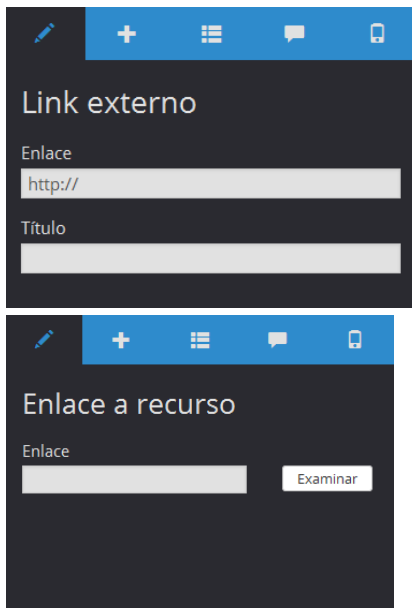 Link externo
Enlace
http://
Título
Enlace a recurso
Enlace
Examinar